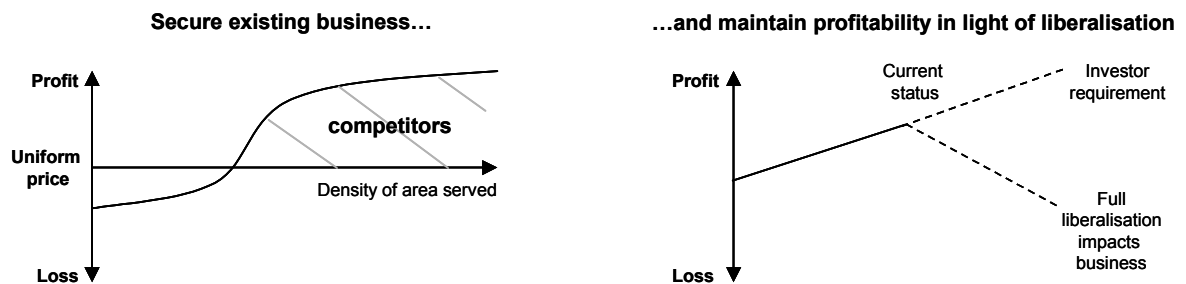 Secure existing business…
Profit
Uniform
price
Loss
competitors
Density of area served
…and maintain profitability in light of liberalisation
Profit
Loss
Current
status
Investor
requirement
Full
liberalisation
impacts
business